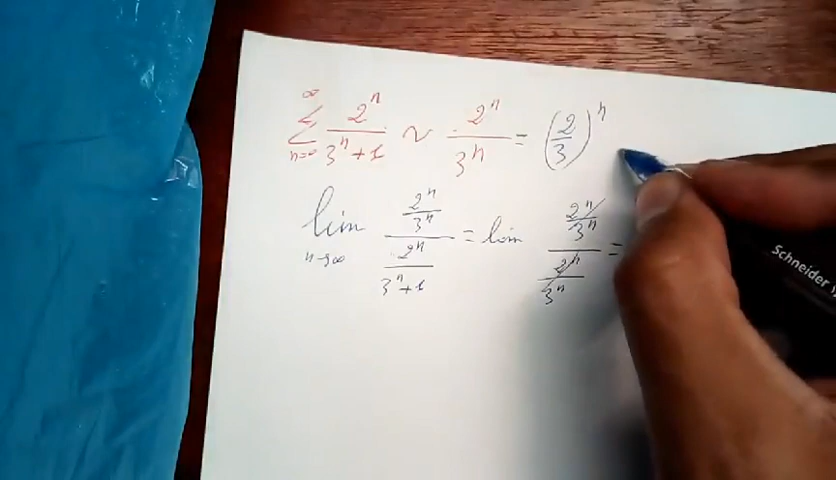 ∞ ∑ n=0 2^n/(3^n+1) ~ 2^n/3^n = (2/3)^n
lim n→∞ (2^n/3^n)/(2^n/(3^n+1)) = lim (2^n/3^n)/(2^n/3^n) =
Schneider